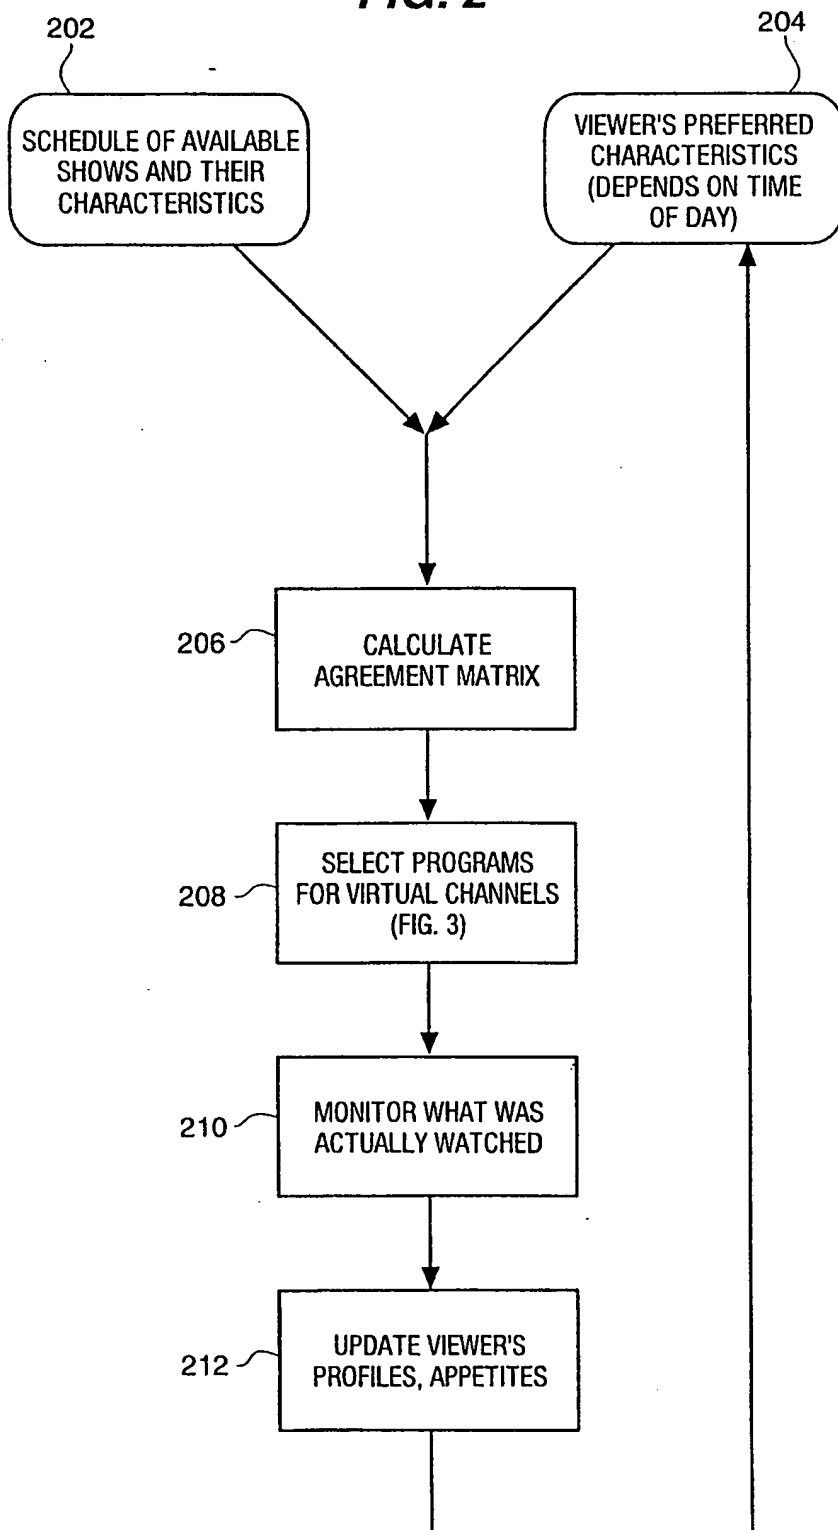 FIG. 2
202
204
SCHEDULE OF AVAILABLE
SHOWS AND THEIR
CHARACTERISTICS
VIEWER'S PREFERRED
CHARACTERISTICS
(DEPENDS ON TIME
OF DAY)
206
CALCULATE
AGREEMENT MATRIX
208
SELECT PROGRAMS
FOR VIRTUAL CHANNELS
(FIG. 3)
210
MONITOR WHAT WAS
ACTUALLY WATCHED
212
UPDATE VIEWER'S
PROFILES, APPETITES